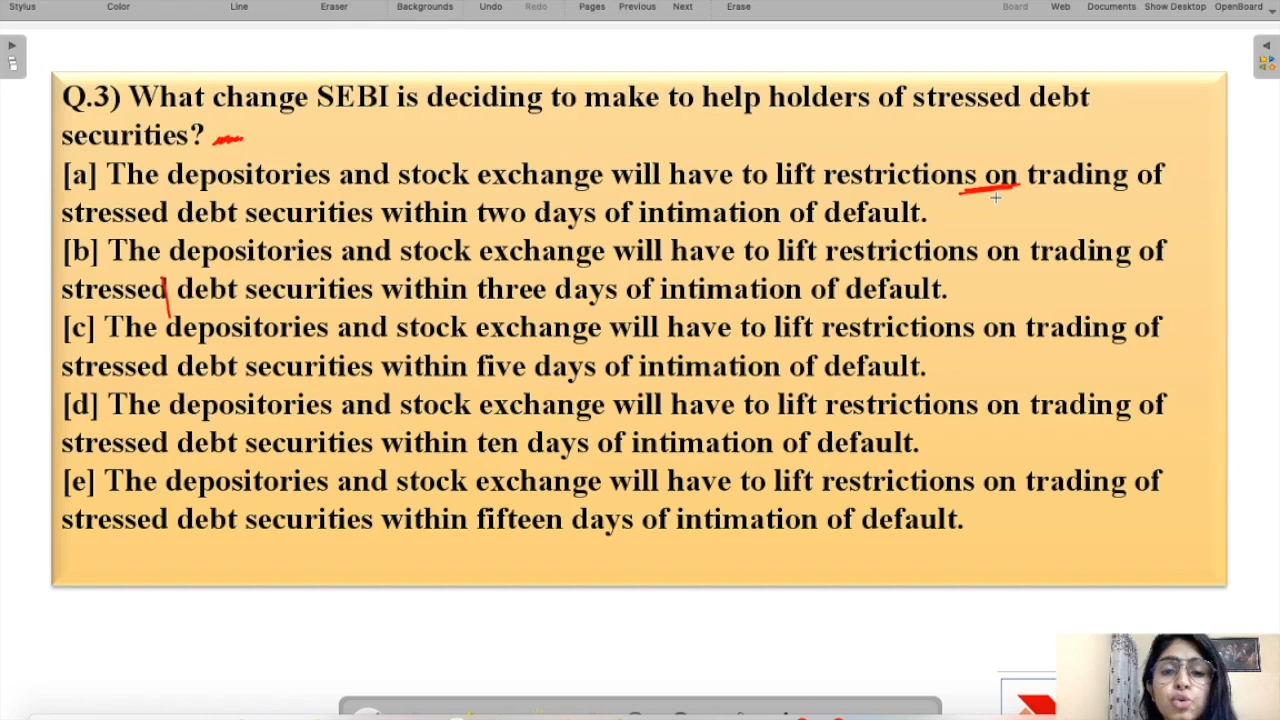 Stylus Color Line Eraser Backgrounds Undo Redo Pages Previous Next Erase Board Web Documents Show Desktop OpenBoard
Q.3) What change SEBI is deciding to make to help holders of stressed debt
securities?
[a] The depositories and stock exchange will have to lift restrictions on trading of
stressed debt securities within two days of intimation of default.
[b] The depositories and stock exchange will have to lift restrictions on trading of
stressed debt securities within three days of intimation of default.
[c] The depositories and stock exchange will have to lift restrictions on trading of
stressed debt securities within five days of intimation of default.
[d] The depositories and stock exchange will have to lift restrictions on trading of
stressed debt securities within ten days of intimation of default.
[e] The depositories and stock exchange will have to lift restrictions on trading of
stressed debt securities within fifteen days of intimation of default.